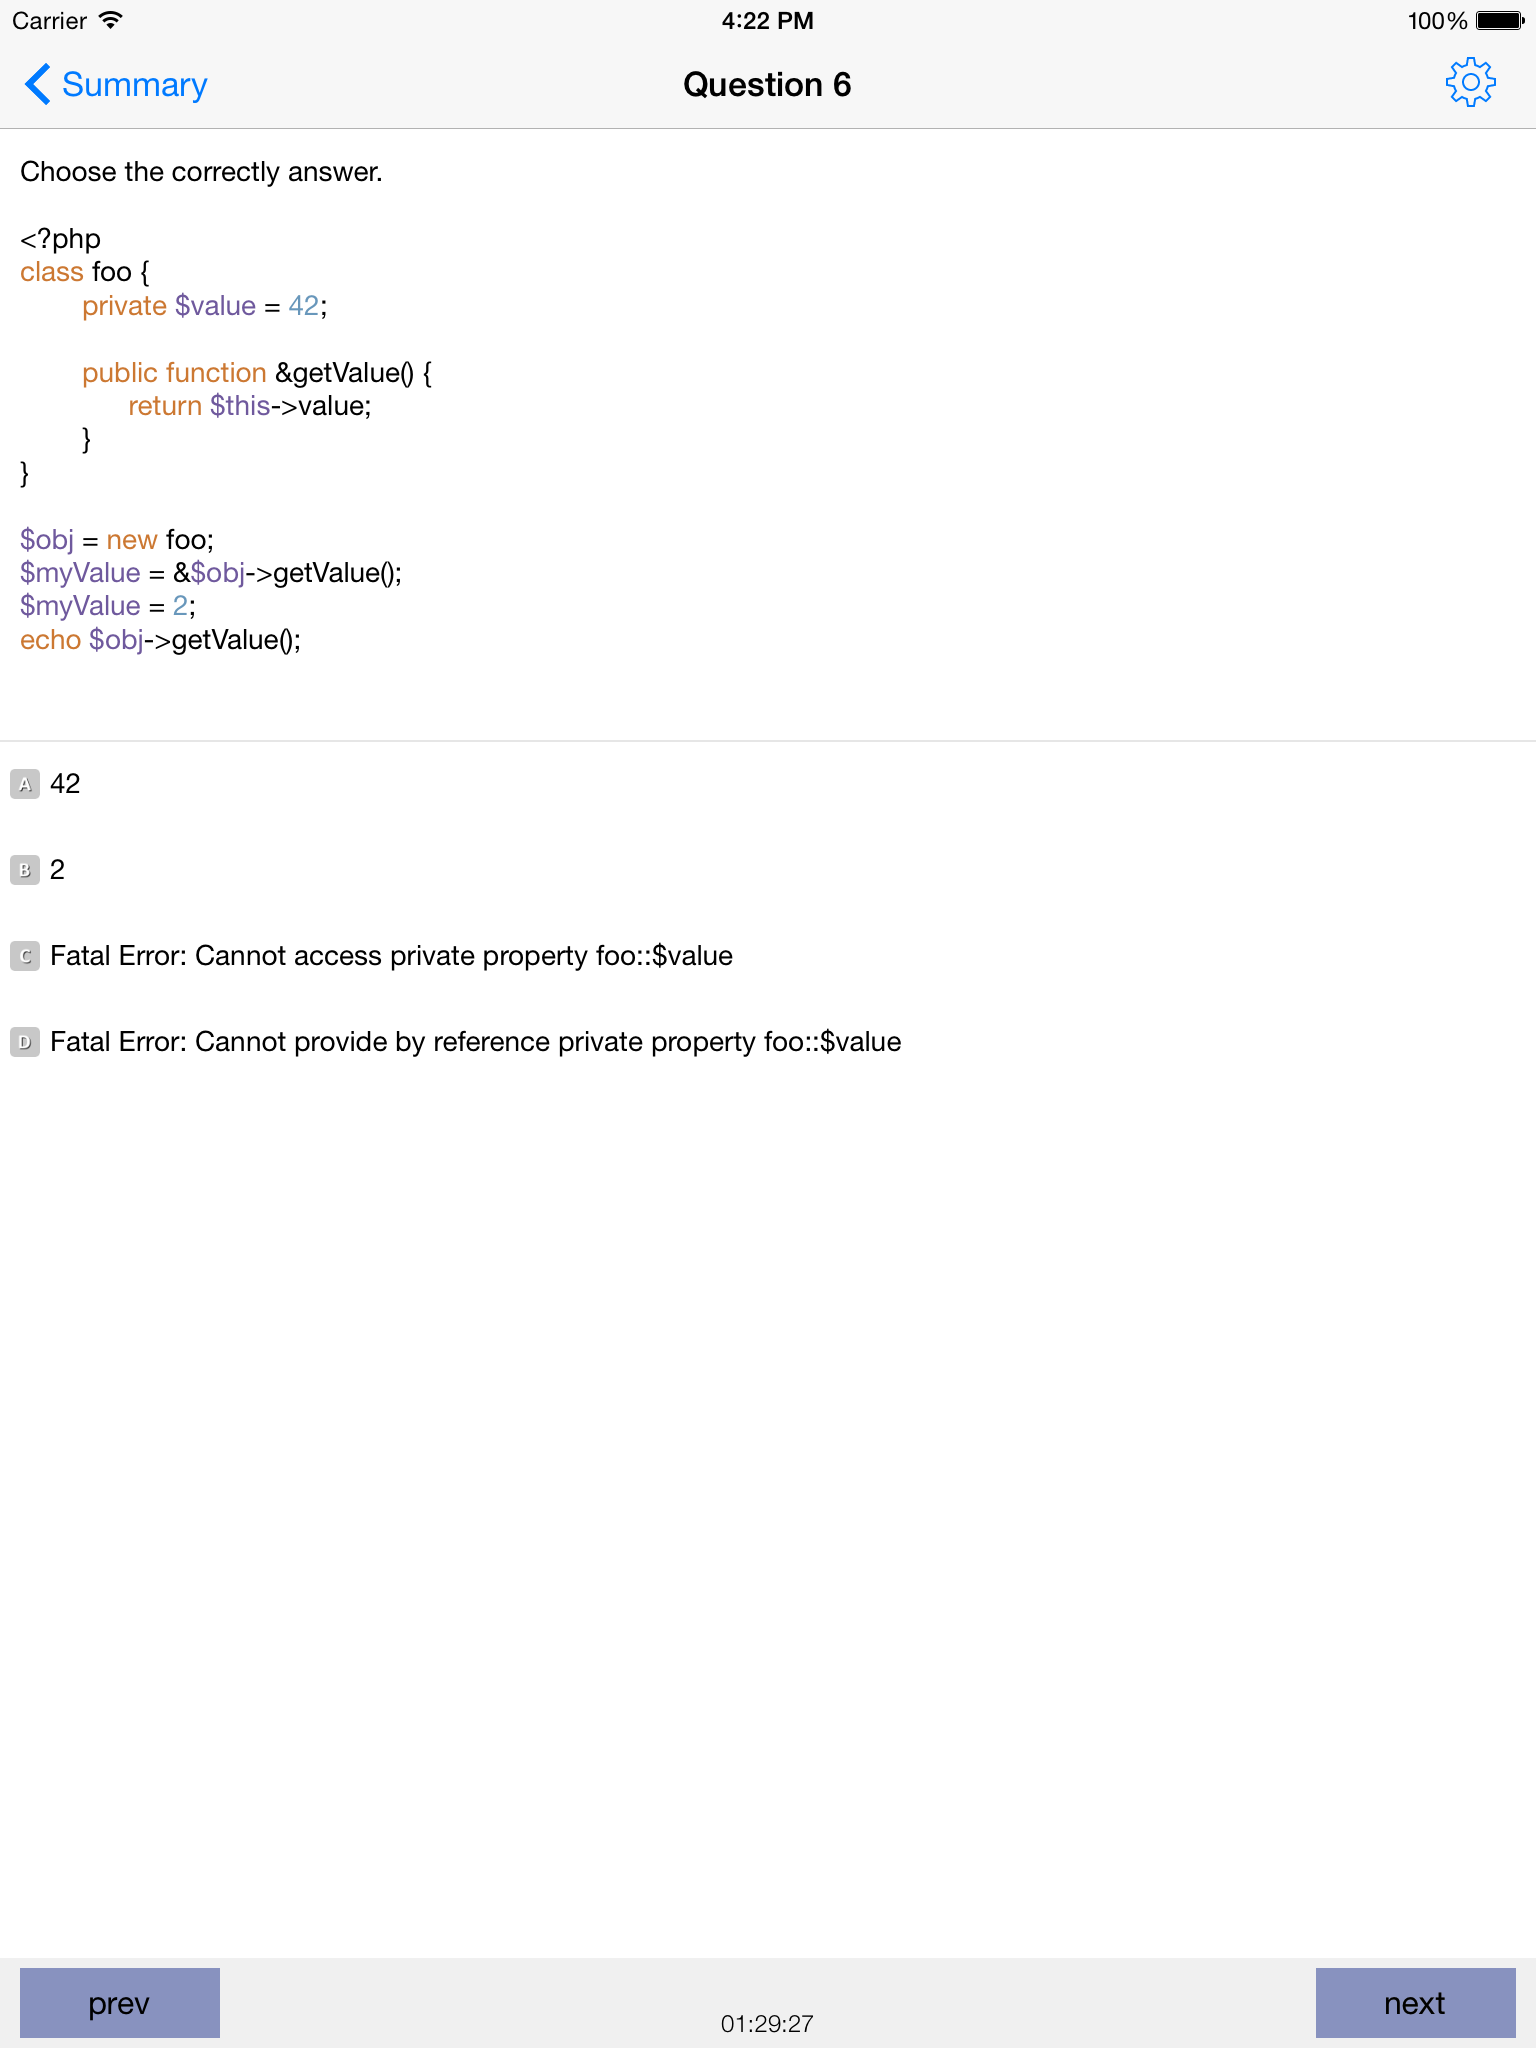 Carrier 4:22 PM 100%
Summary Question 6
Choose the correctly answer.
<?php
class foo {
private $value = 42;
public function &getValue() {
return $this->value;
}
}
$obj = new foo;
$myValue = &$obj->getValue();
$myValue = 2;
echo $obj->getValue();
A 42
B 2
C Fatal Error: Cannot access private property foo::$value
D Fatal Error: Cannot provide by reference private property foo::$value
prev 01:29:27 next